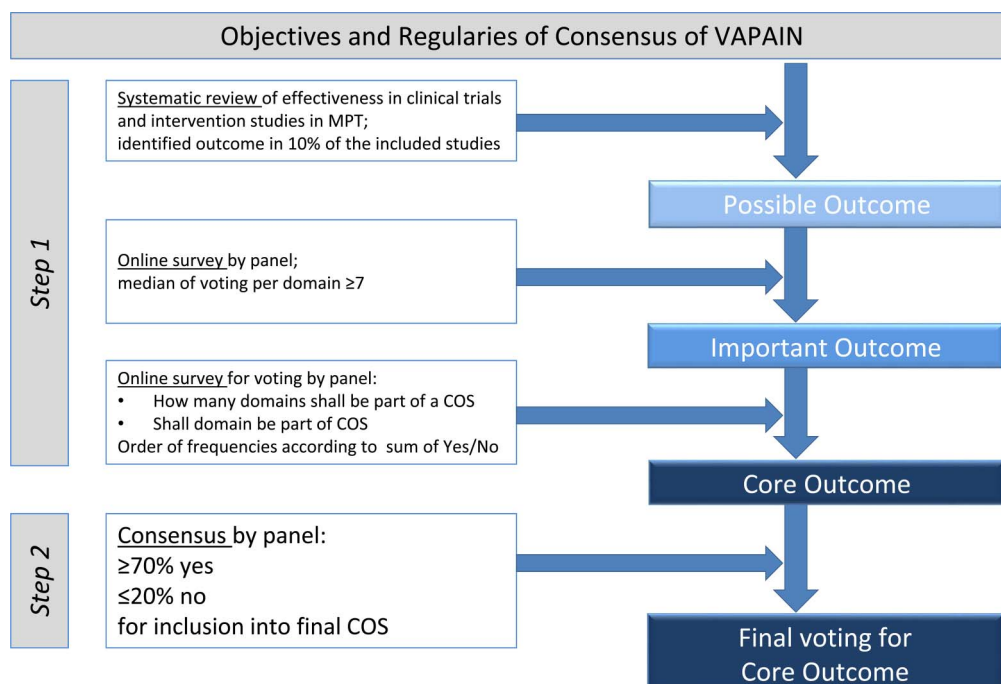 Objectives and Regularies of Consensus of VAPAIN
Step 1
Systematic review of effectiveness in clinical trials
and intervention studies in MPT;
identified outcome in 10% of the included studies
Possible Outcome
Online survey by panel;
median of voting per domain ≥7
Important Outcome
Online survey for voting by panel:
• How many domains shall be part of a COS
• Shall domain be part of COS
Order of frequencies according to sum of Yes/No
Core Outcome
Step 2
Consensus by panel:
≥70% yes
≤20% no
for inclusion into final COS
Final voting for
Core Outcome